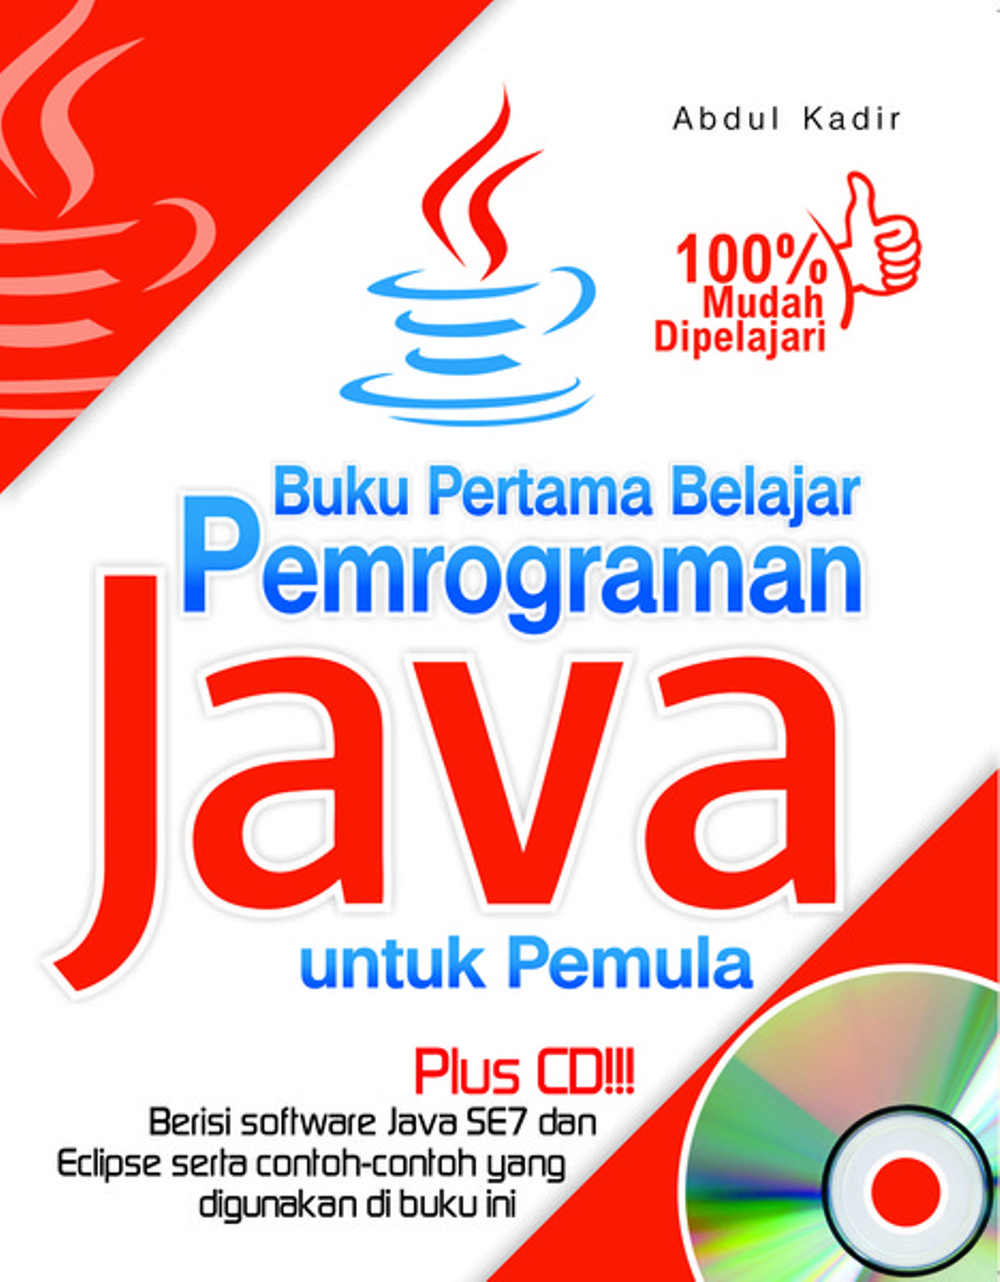 Abdul Kadir
100%
Mudah
Dipelajari
Buku Pertama Belajar
Pemrograman
Java
untuk Pemula
Plus CD!!!
Berisi software Java SE7 dan
Eclipse serta contoh-contoh yang
digunakan di buku ini